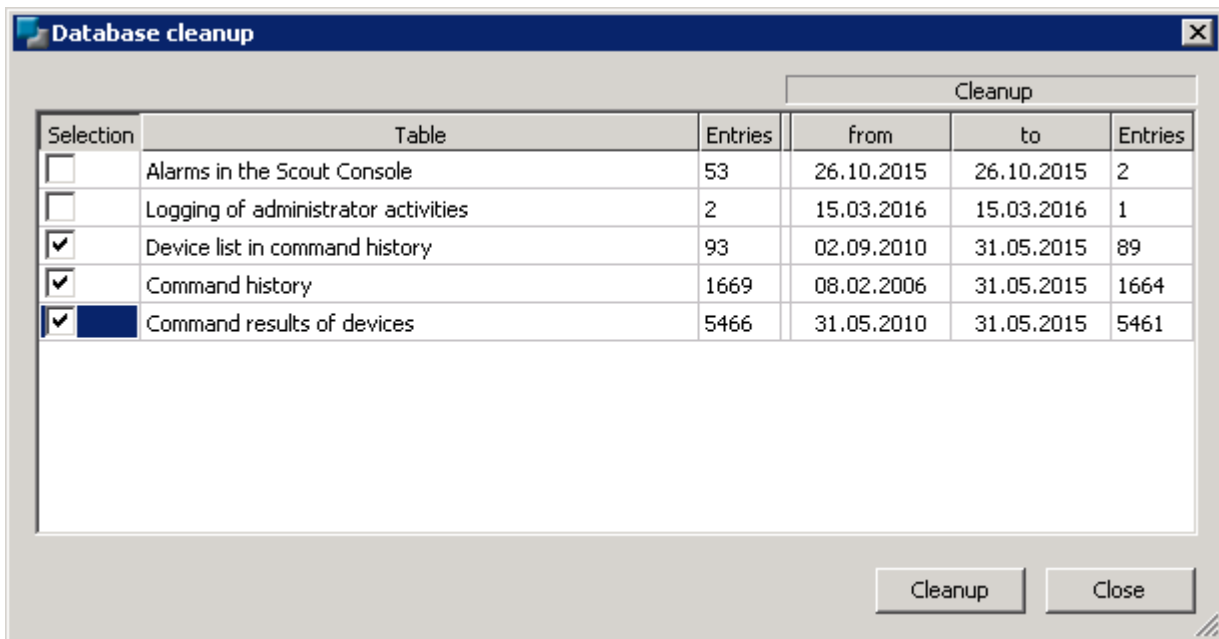 Database cleanup
Cleanup
Selection Table Entries from to Entries
Alarms in the Scout Console 53 26.10.2015 26.10.2015 2
Logging of administrator activities 2 15.03.2016 15.03.2016 1
Device list in command history 93 02.09.2010 31.05.2015 89
Command history 1669 08.02.2006 31.05.2015 1664
Command results of devices 5466 31.05.2010 31.05.2015 5461
Cleanup Close